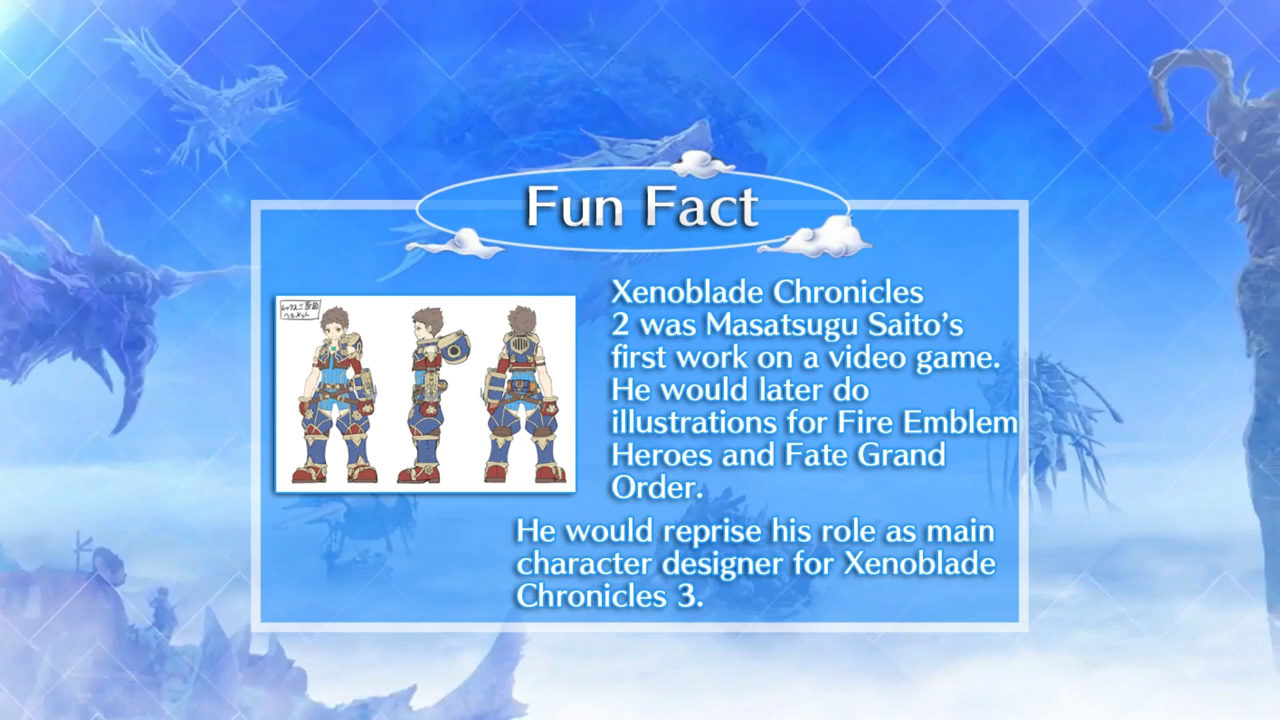 Fun Fact
Xenoblade Chronicles
2 was Masatsugu Saito’s
first work on a video game.
He would later do
illustrations for Fire Emblem
Heroes and Fate Grand
Order.
He would reprise his role as main
character designer for Xenoblade
Chronicles 3.